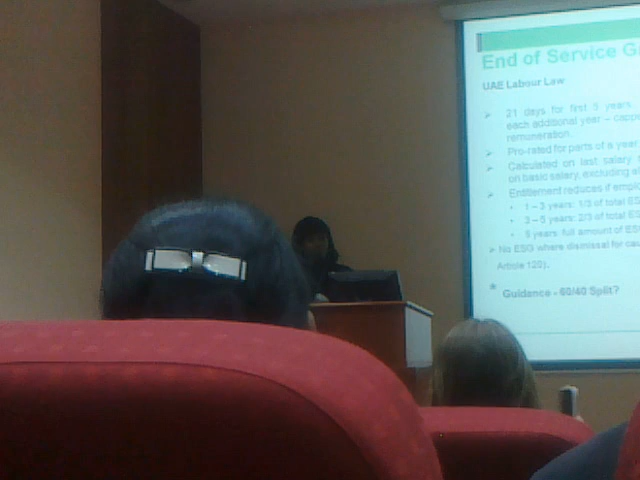 End of Service G
UAE Labour Law
21 days for first 5 years.
each additional year – cappe
remuneration.
Pro-rated for parts of a year
Calculated on last salary
on basic salary, excluding al
Entitlement reduces if empl
1 – 3 years: 1/3 of total ES
3 – 5 years: 2/3 of total ES
5 years: full amount of ESG
No ESG where dismissal for cau
Article 120).
* Guidance - 60/40 Split?